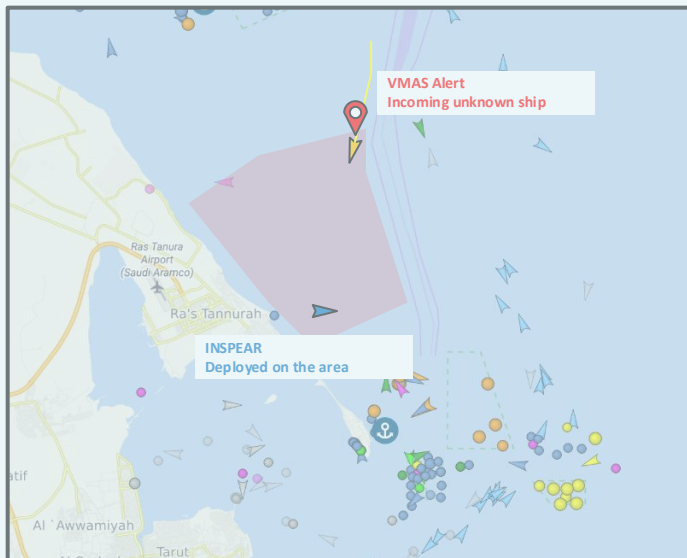 VMAS Alert
Incoming unknown ship
Ras Tanura
Airport
(Saudi Aramco)
Ra's Tannurah
INSPEAR
Deployed on the area
atif
Al `Awwamiyah
Tarut